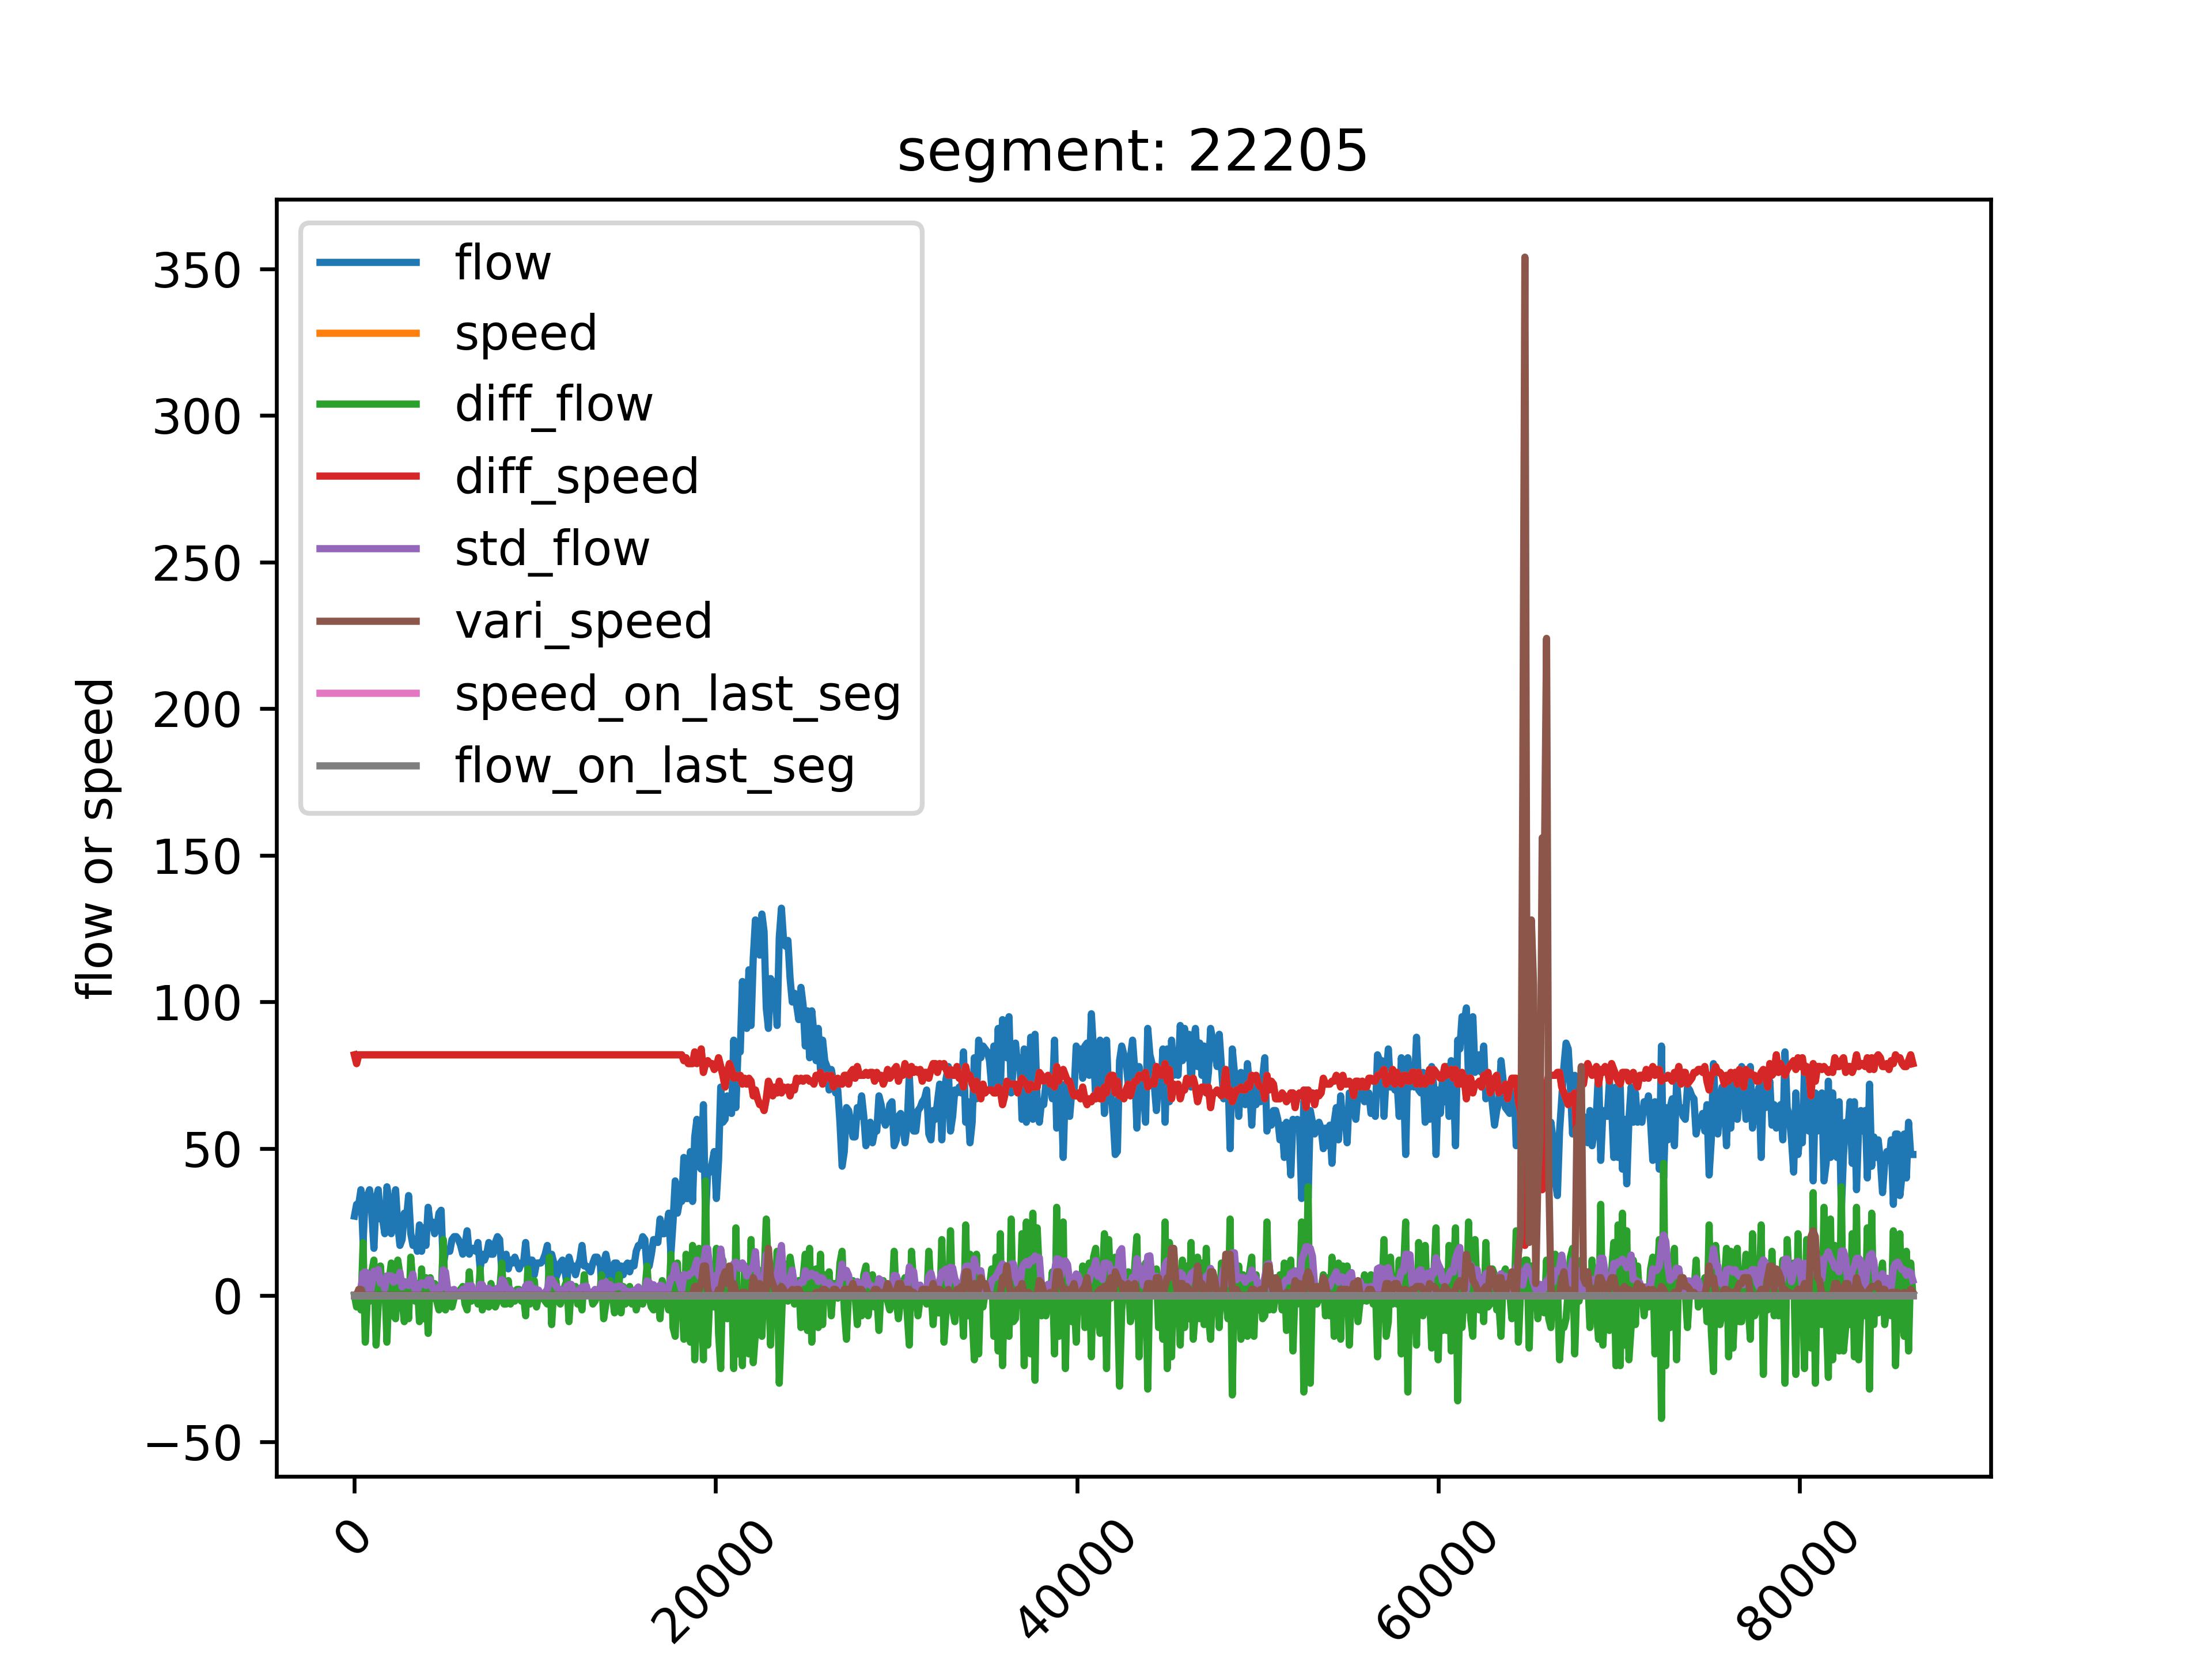 segment: 22205
350
300
250
200
150
100
50
0
−50
flow or speed
flow
speed
diff_flow
diff_speed
std_flow
vari_speed
speed_on_last_seg
flow_on_last_seg
0
20000
40000
60000
80000